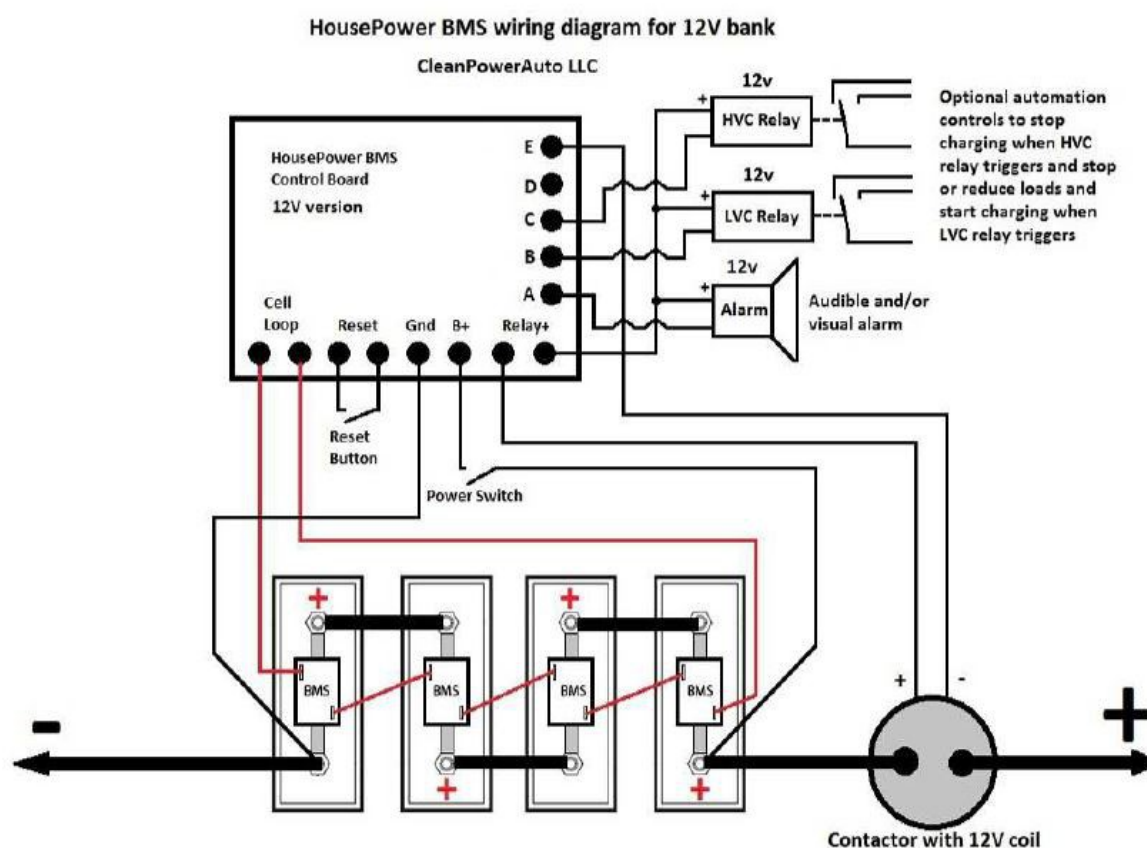 HousePower BMS wiring diagram for 12V bank
CleanPowerAuto LLC
HousePower BMS
Control Board
12V version
E
D
C
B
A
Cell
Loop
Reset
Gnd
B+
Relay+
12v
+
HVC Relay
12v
+
LVC Relay
12v
+
Alarm
Optional automation
controls to stop
charging when HVC
relay triggers and stop
or reduce loads and
start charging when
LVC relay triggers
Audible and/or
visual alarm
Reset
Button
Power Switch
+
+
BMS
BMS
BMS
BMS
+
+
-
+
-
+
Contactor with 12V coil